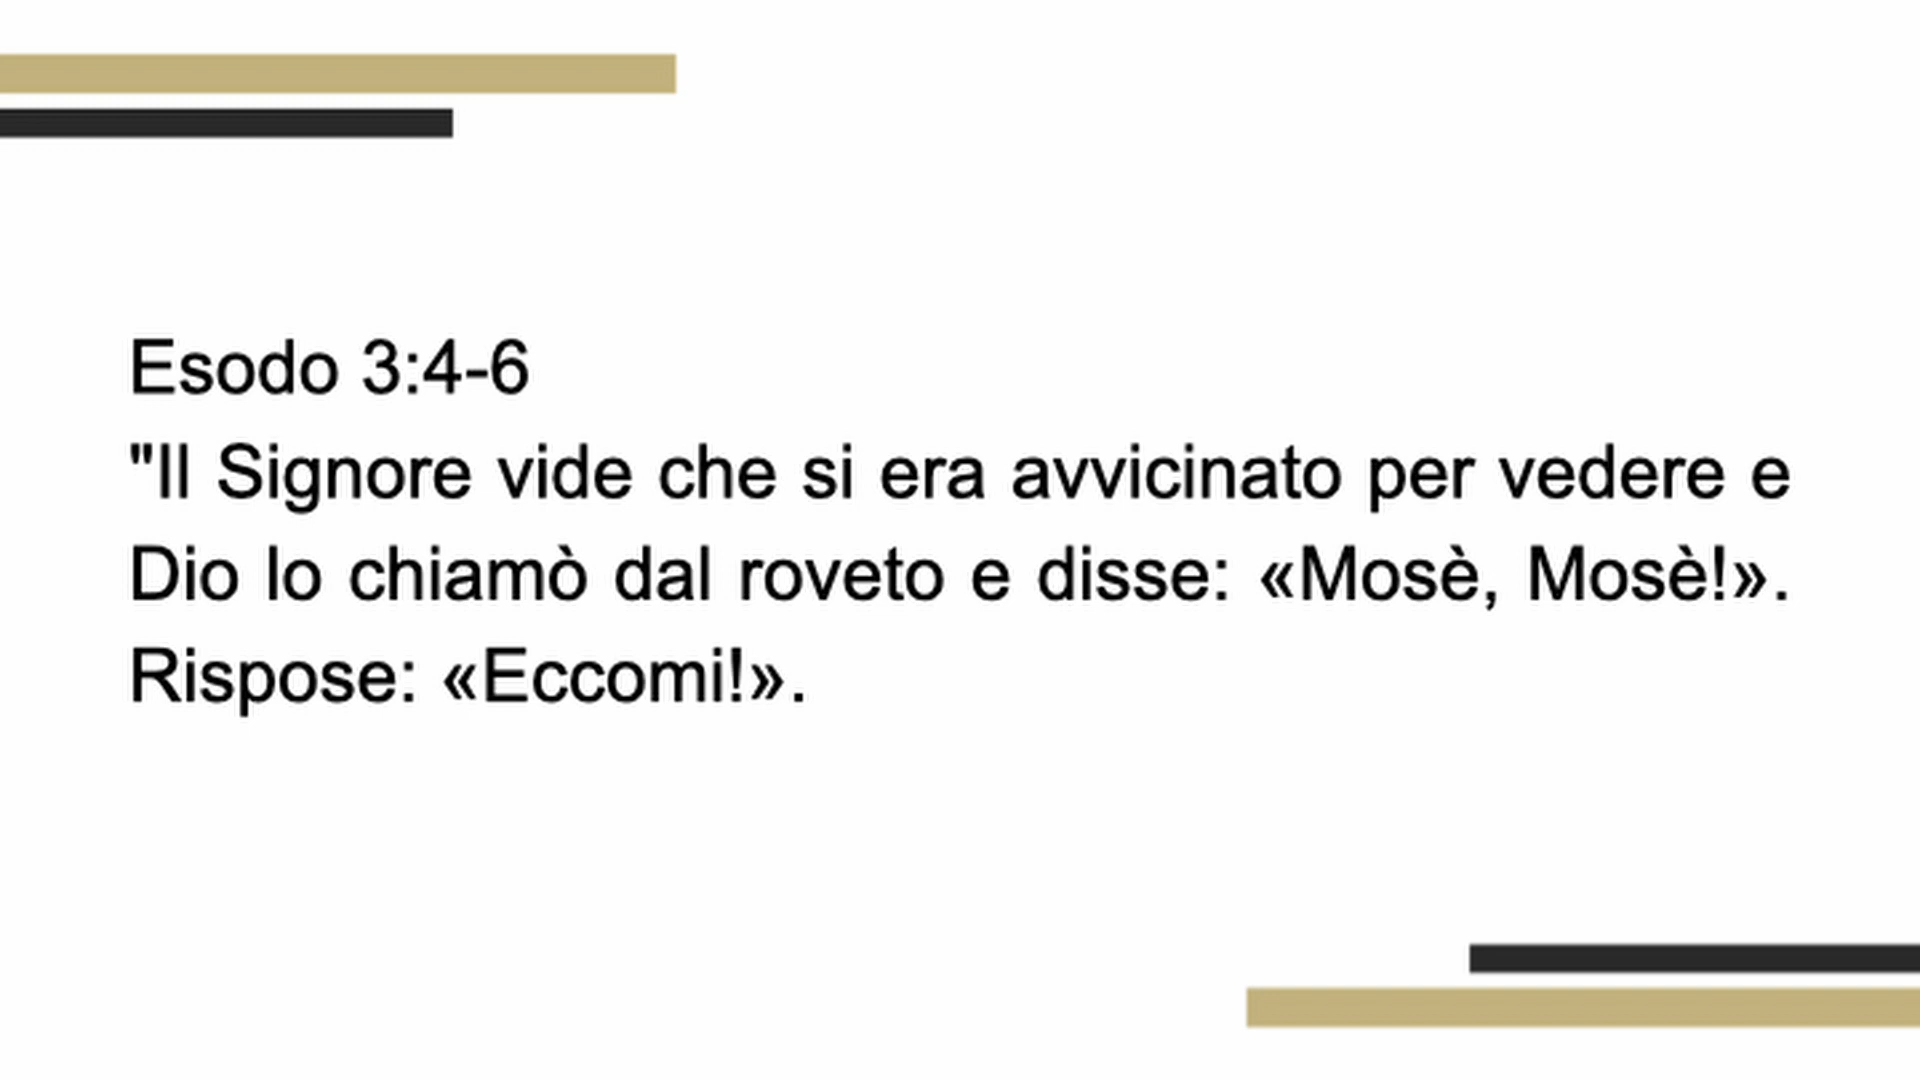 Esodo 3:4-6
"Il Signore vide che si era avvicinato per vedere e
Dio lo chiamò dal roveto e disse: «Mosè, Mosè!».
Rispose: «Eccomi!».